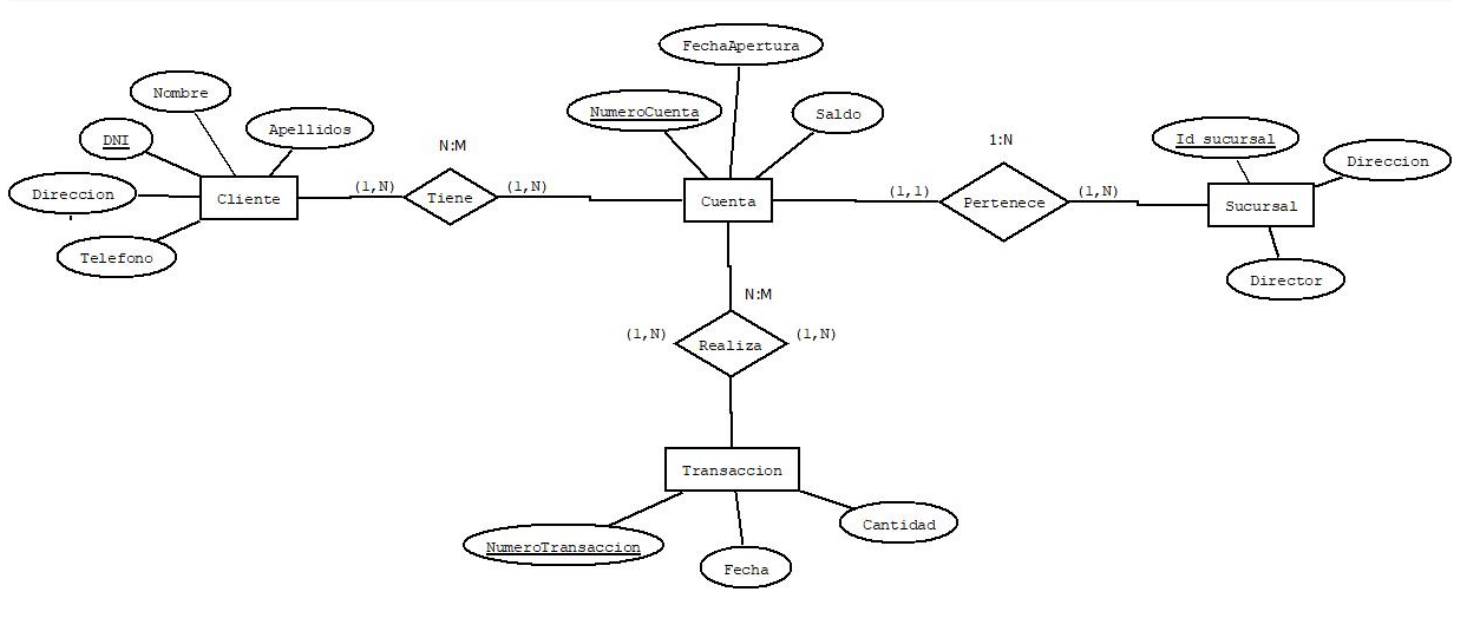 FechaApertura
Nombre
NumeroCuenta
Saldo
Apellidos
DNI
N:M
1:N
Id sucursal
Direccion
Direccion
Cliente
(1,N)
Tiene
(1,N)
Cuenta
(1,1)
Pertenece
(1,N)
Sucursal
Telefono
Director
N:M
(1,N)
Realiza
(1,N)
Transaccion
NumeroTransaccion
Fecha
Cantidad